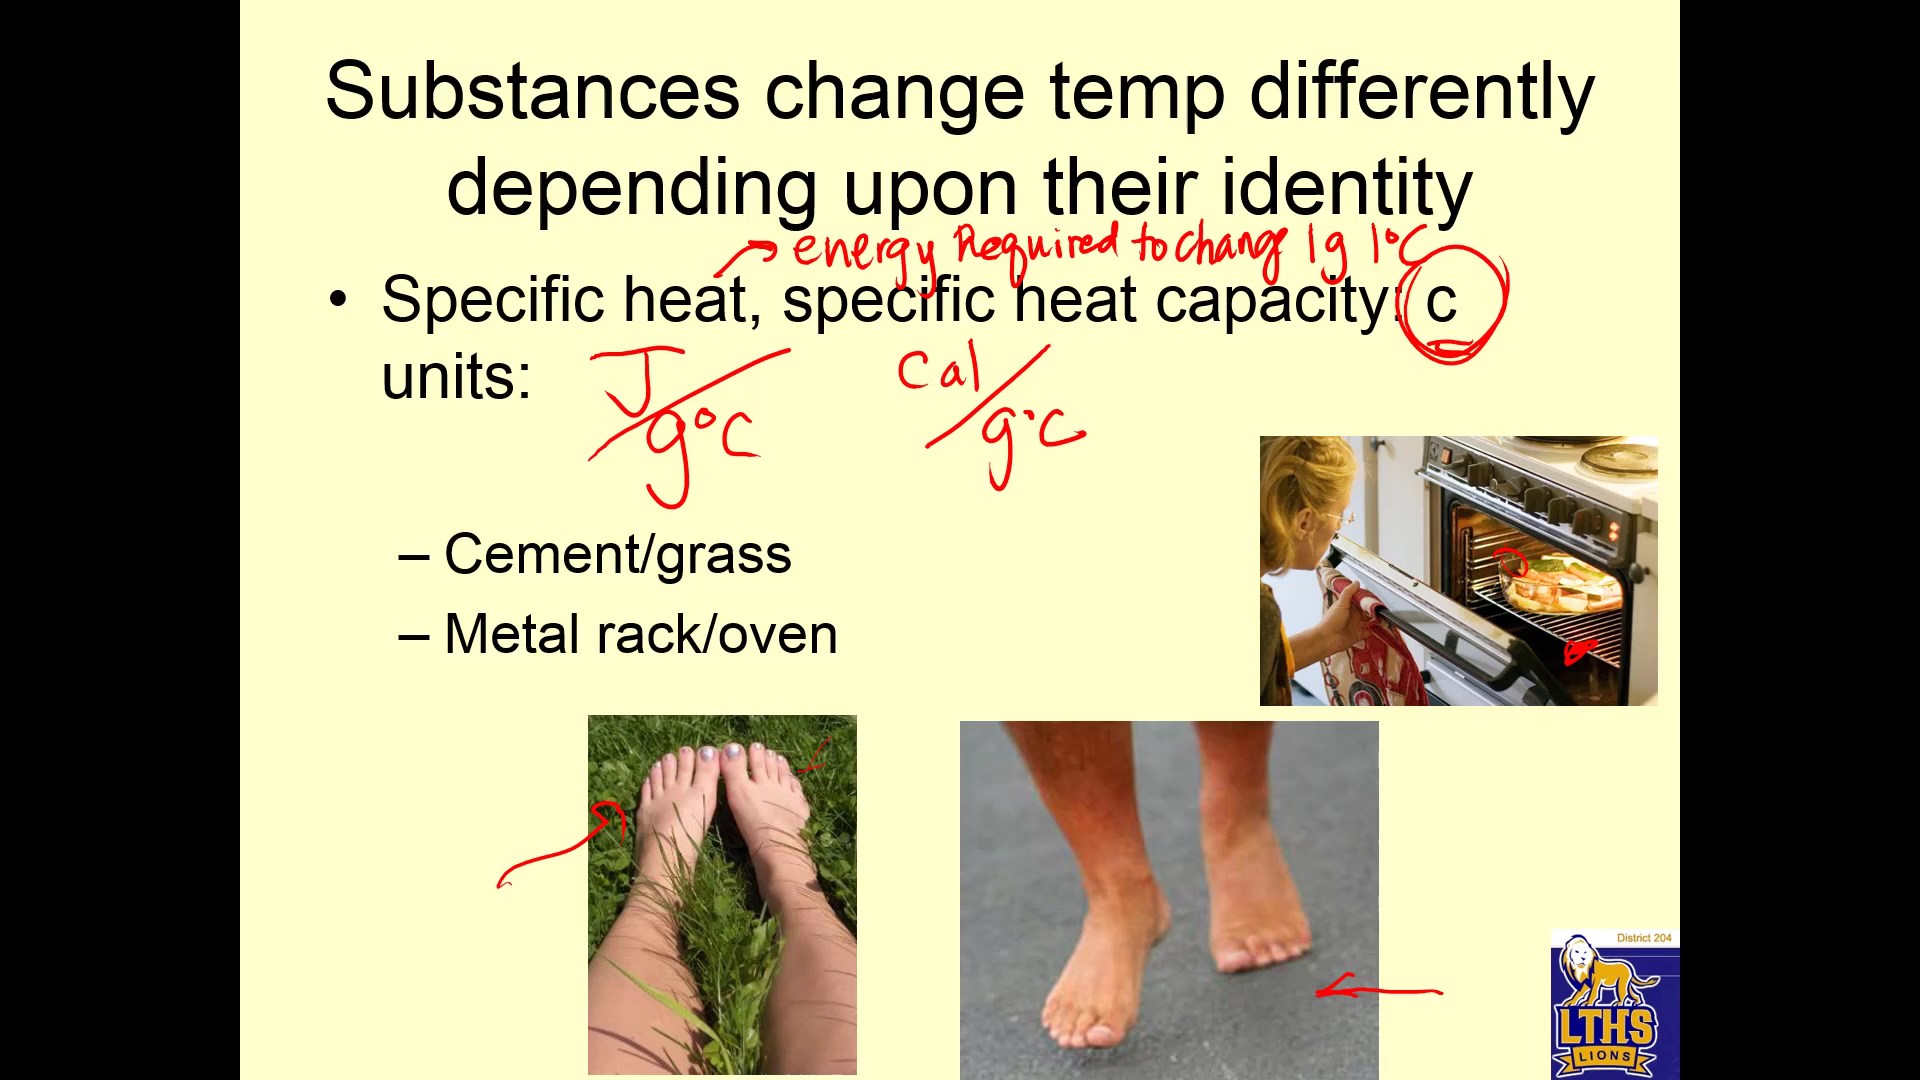 Substances change temp differently
depending upon their identity
energy Required to change 1g 1°C
• Specific heat, specific heat capacity: c
units: J/g°C cal/g°C
– Cement/grass
– Metal rack/oven
District 204
LTHS
LIONS